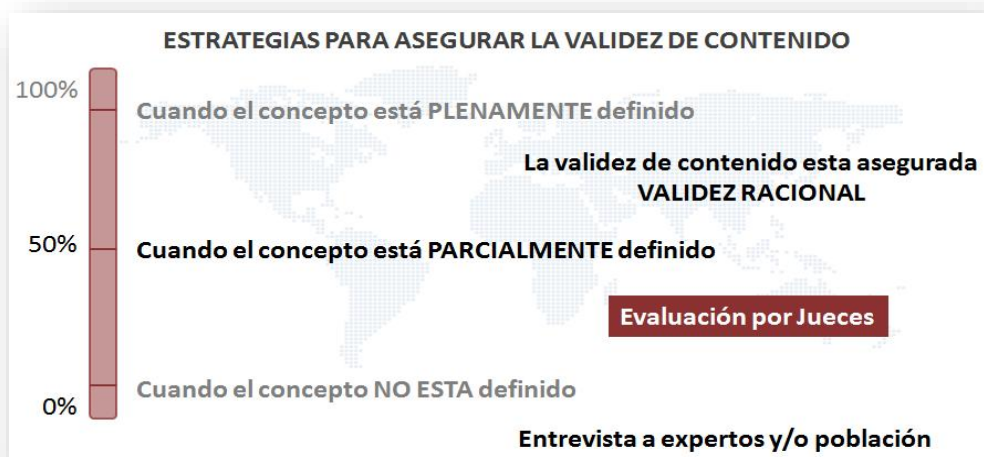 ESTRATEGIAS PARA ASEGURAR LA VALIDEZ DE CONTENIDO
100%
Cuando el concepto está PLENAMENTE definido
La validez de contenido esta asegurada
VALIDEZ RACIONAL
50%
Cuando el concepto está PARCIALMENTE definido
Evaluación por Jueces
Cuando el concepto NO ESTA definido
0%
Entrevista a expertos y/o población